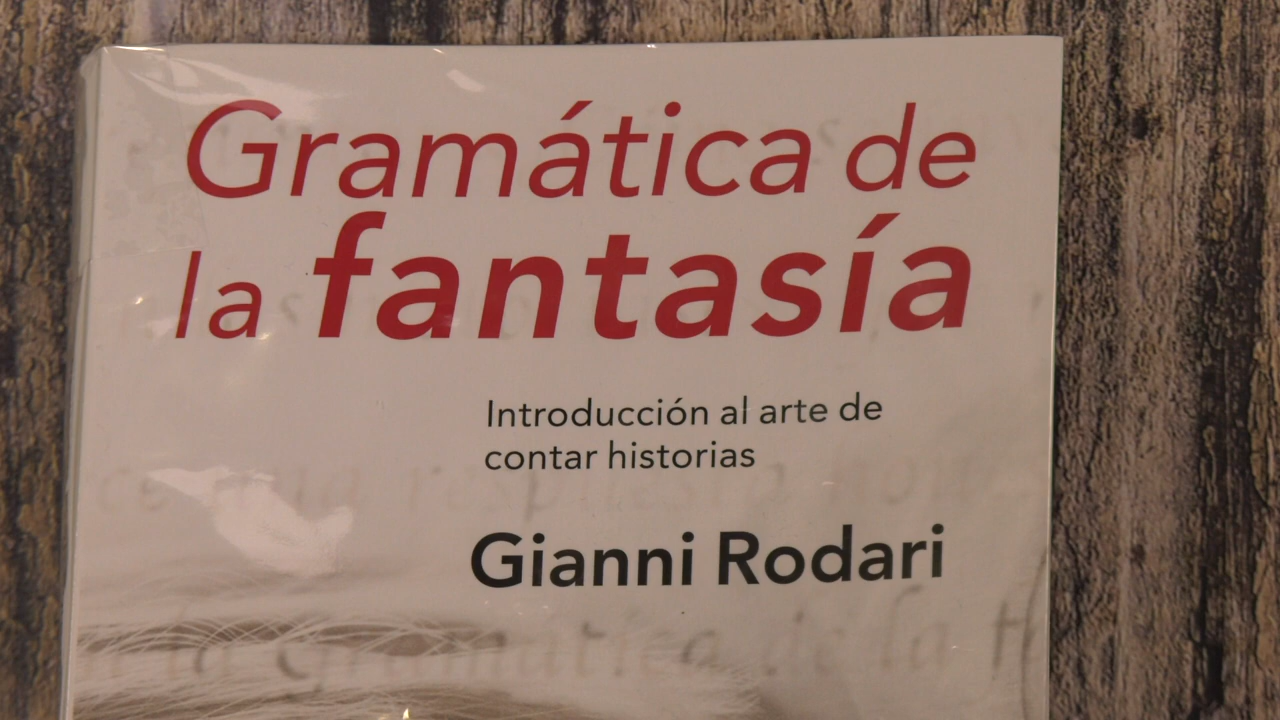 Gramática de
la fantasía
Introducción al arte de
contar historias
Gianni Rodari